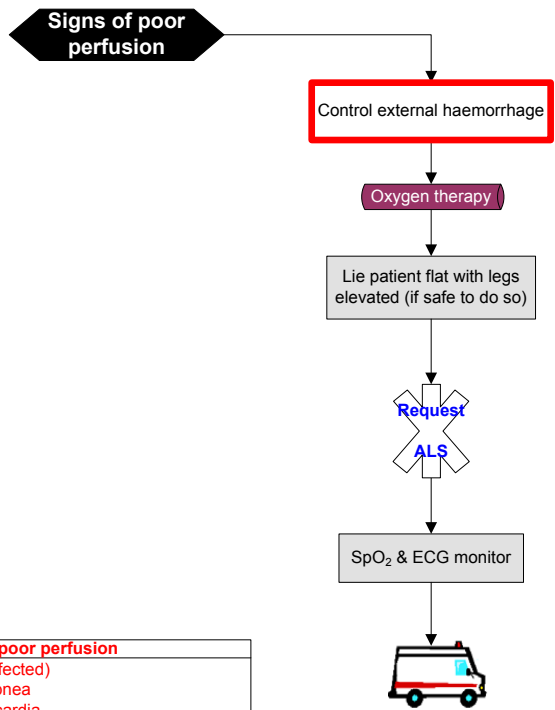 Signs of poor
perfusion
Control external haemorrhage
Oxygen therapy
Lie patient flat with legs
elevated (if safe to do so)
Request
ALS
SpO₂ & ECG monitor
poor perfusion